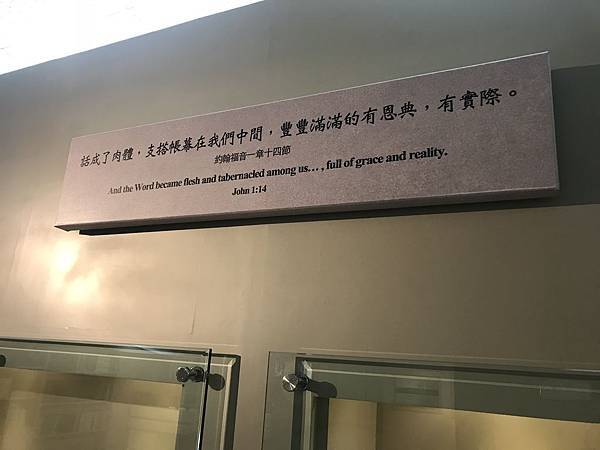 話成了肉體，支搭帳幕在我們中間，豐豐滿滿的有恩典，有實際。
約翰福音一章十四節
And the Word became flesh and tabernacled among us… , full of grace and reality.
John 1:14